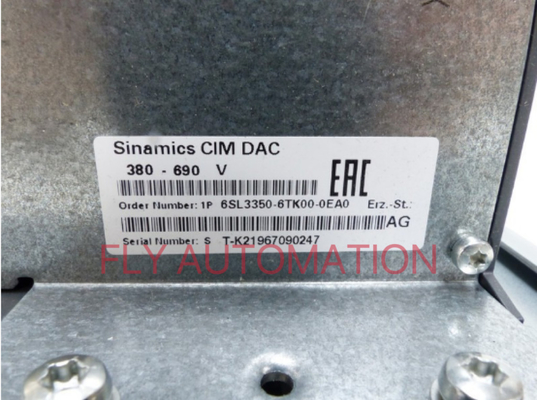 Sinamics CIM DAC
380 - 690 V
EAC
Order Number: 1P 6SL3350-6TK00-0EA0 Erz.-St.:
AG
Serial Number: S T-K21967090247
FLY AUTOMATION